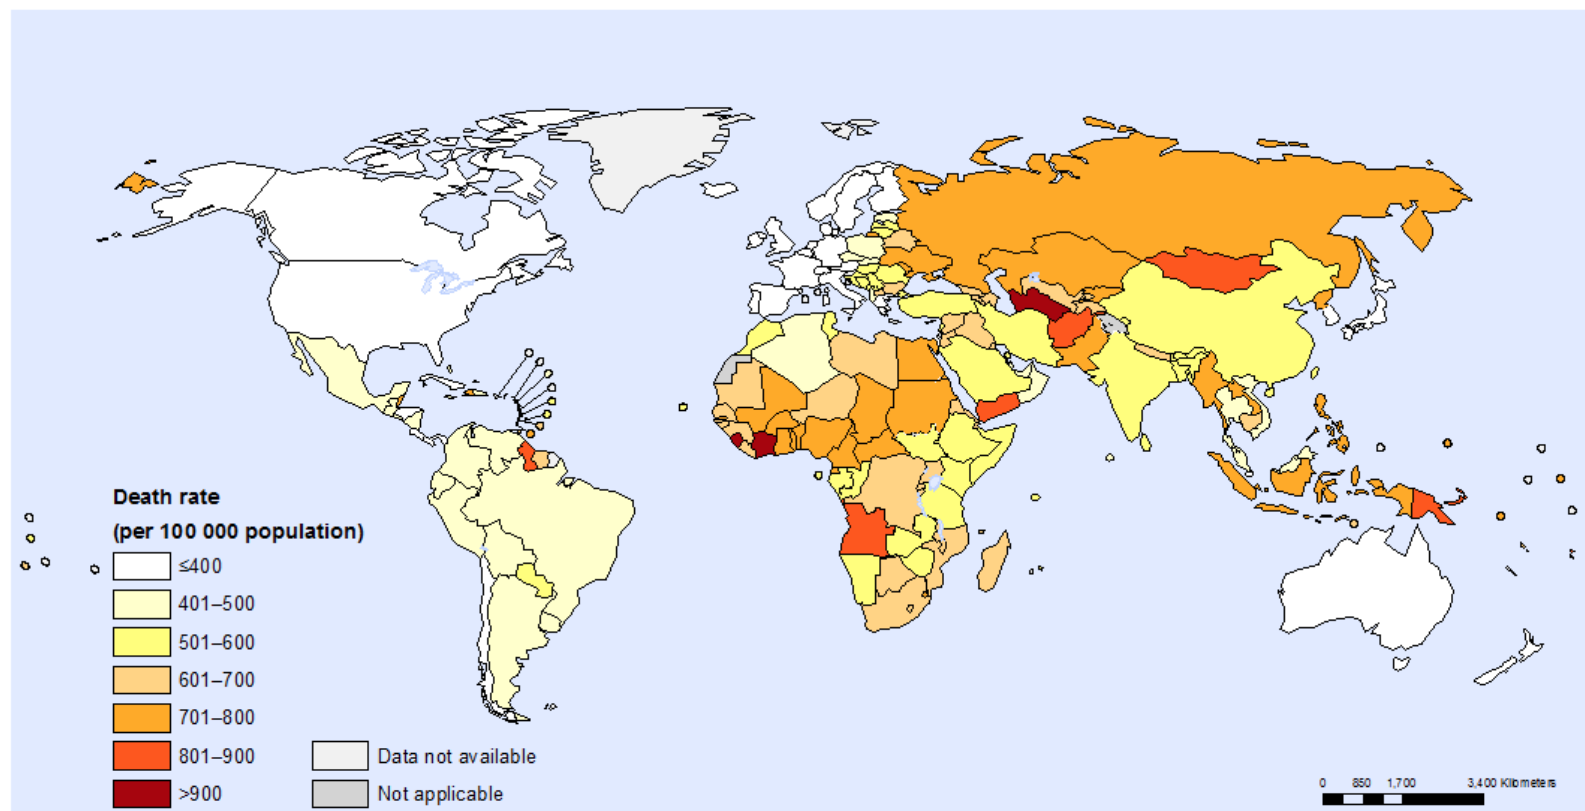 Death rate
(per 100 000 population)
≤400
401–500
501–600
601–700
701–800
801–900
>900
Data not available
Not applicable
0 850 1,700 3,400 Kilometers